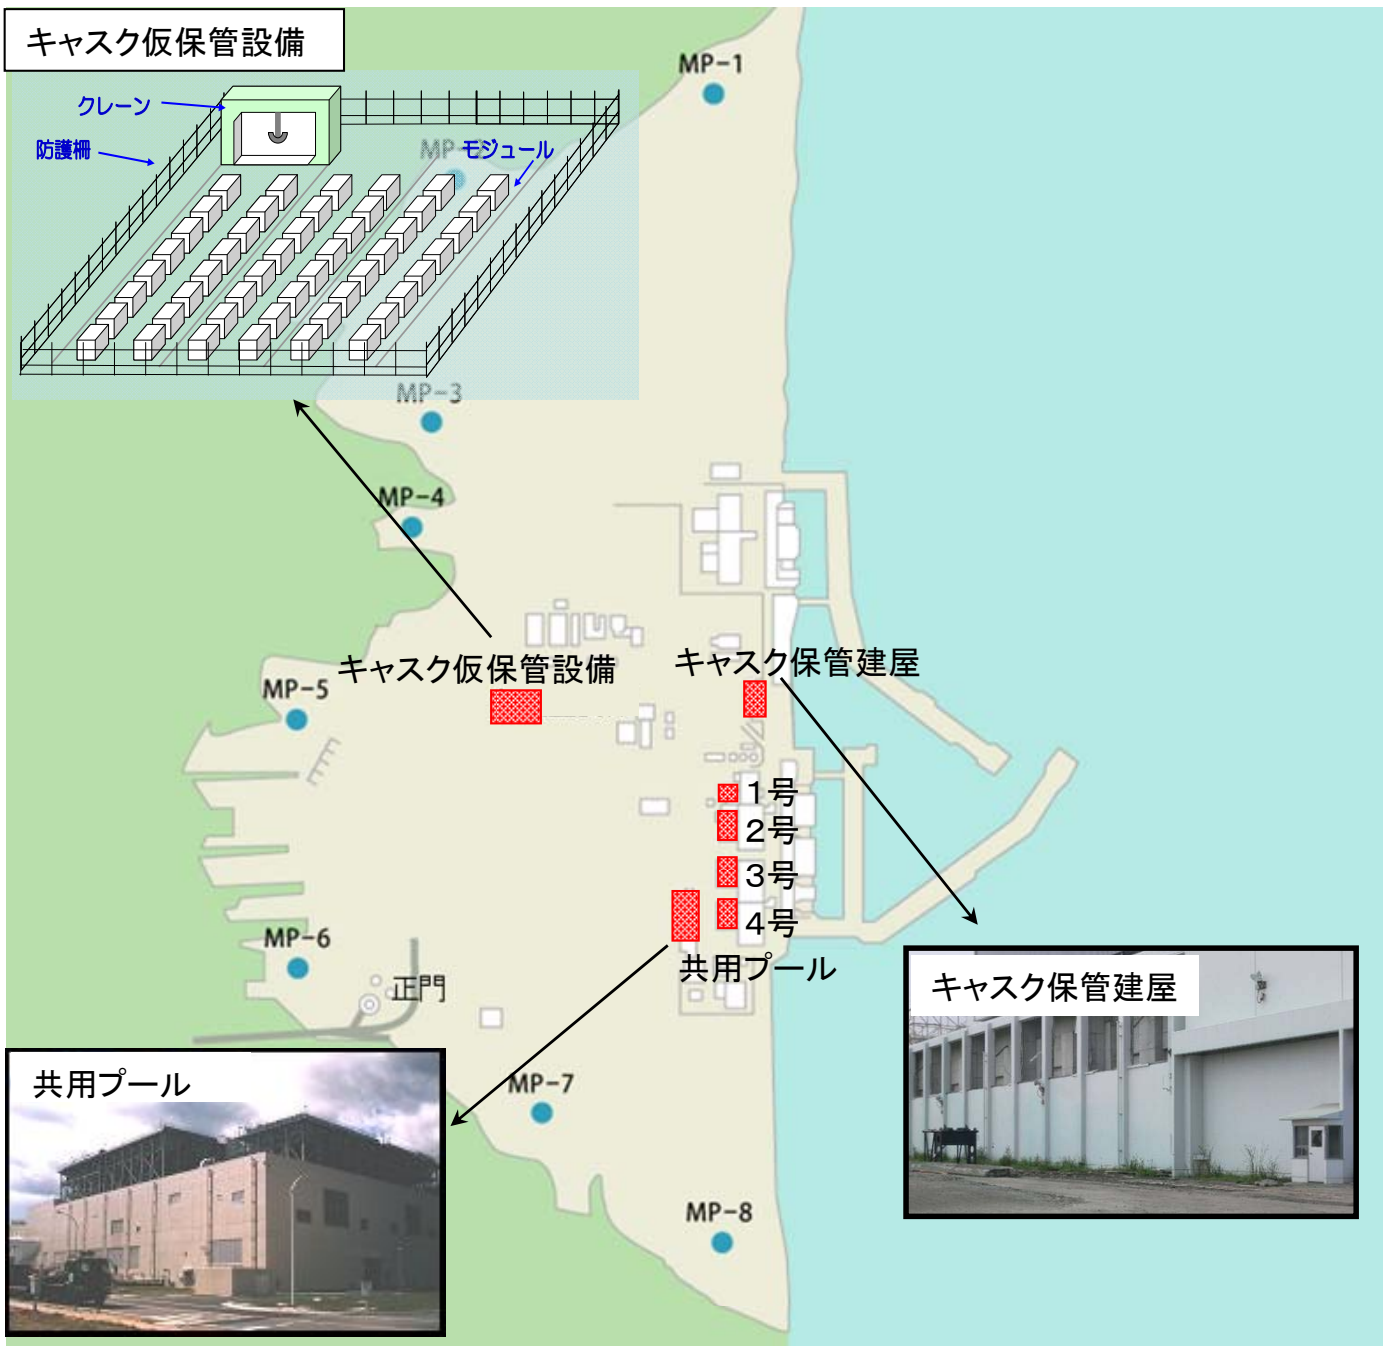 キャスク仮保管設備
クレーン
防護柵
モジュール
MP-1
MP-2
MP-3
MP-4
キャスク仮保管設備
キャスク保管建屋
MP-5
1号
2号
3号
4号
共用プール
MP-6
正門
キャスク保管建屋
共用プール
MP-7
MP-8